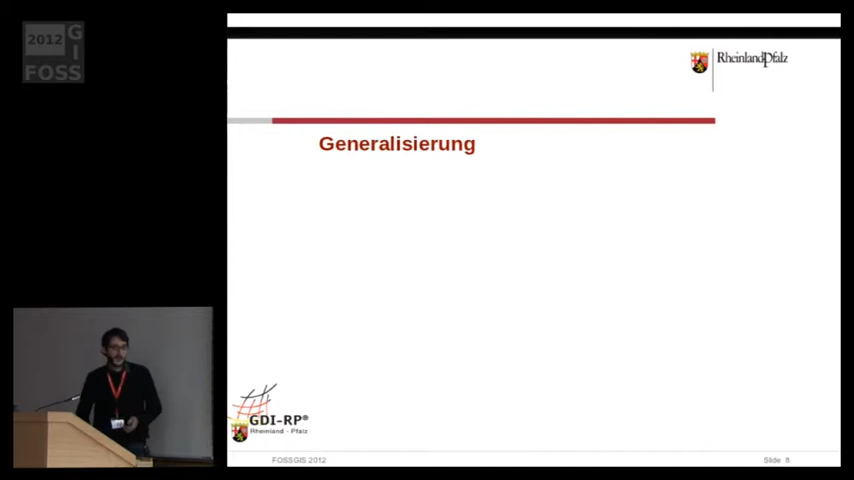 2012 G
I
FOSS
RheinlandPfalz
Generalisierung
GDI-RP®
Rheinland - Pfalz
FOSSGIS 2012
Slide 8